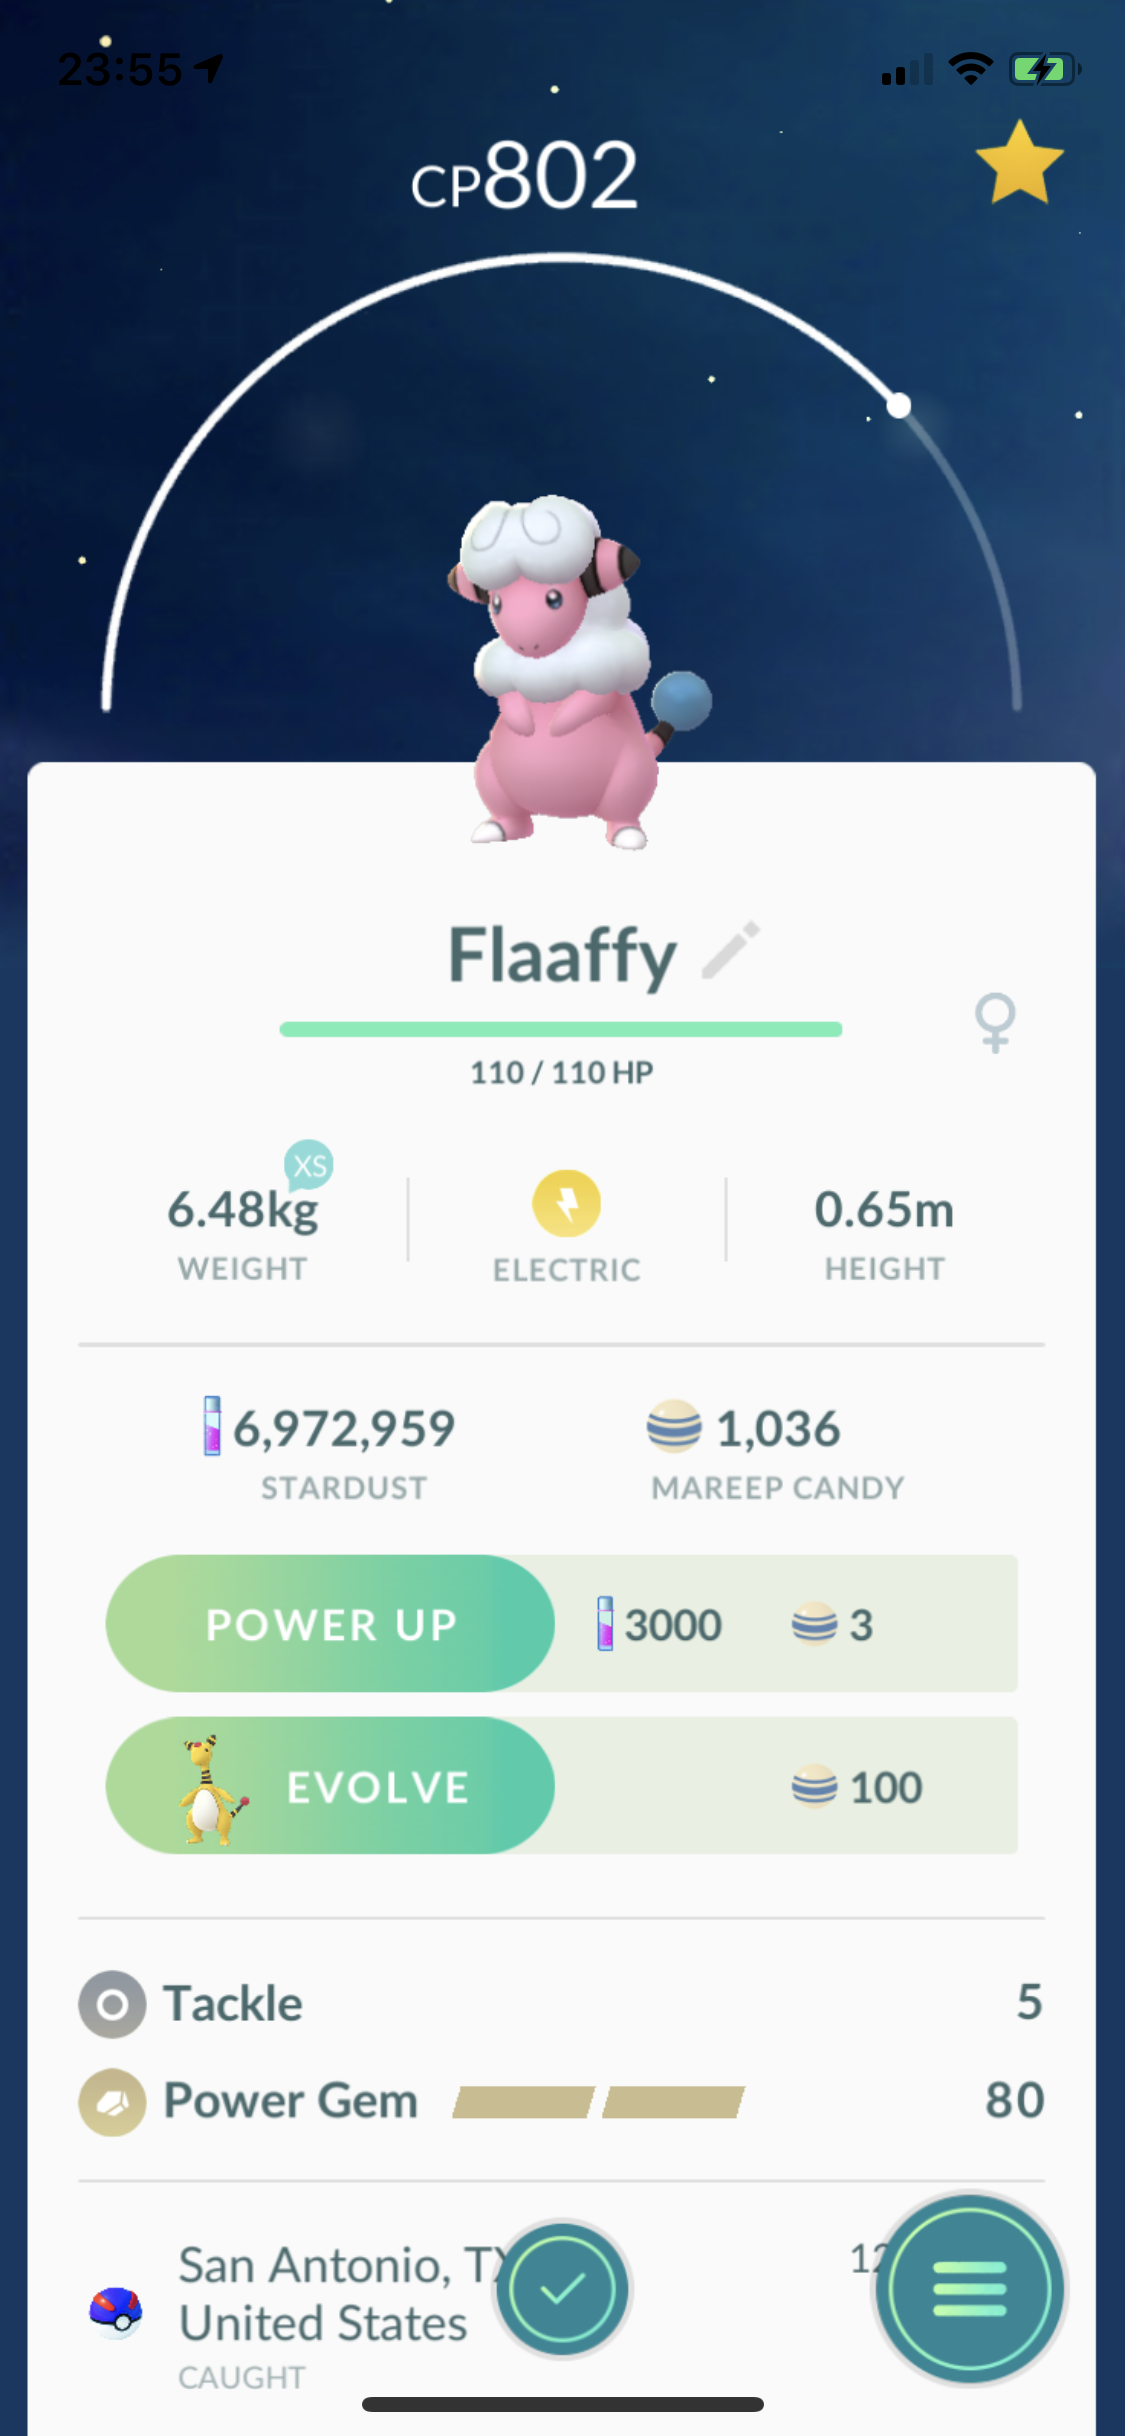 23:55
CP802
Flaaffy
110 / 110 HP
XS
6.48kg
WEIGHT
ELECTRIC
0.65m
HEIGHT
6,972,959
STARDUST
1,036
MAREEP CANDY
POWER UP 3000 3
EVOLVE 100
Tackle 5
Power Gem 80
San Antonio,
United States
CAUGHT